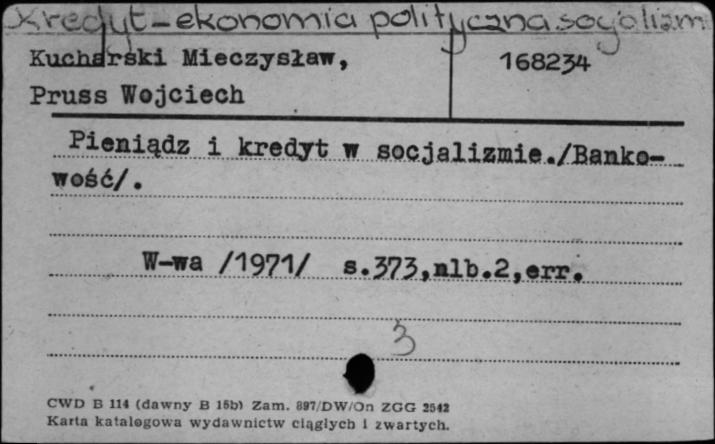 Kredyt-ekonomia polityczna socjalizm
Kucharski Mieczysław,
168234
Pruss Wojciech
Pieniądz i kredyt w socjalizmie./Banko-
wość/.
W-wa /1971/ s.373,nlb.2,err.
3
CWD B 114 (dawny B 15b) Zam. 897/DW/On ZGG 2542
Karta katalogowa wydawnictw ciągłych i zwartych.